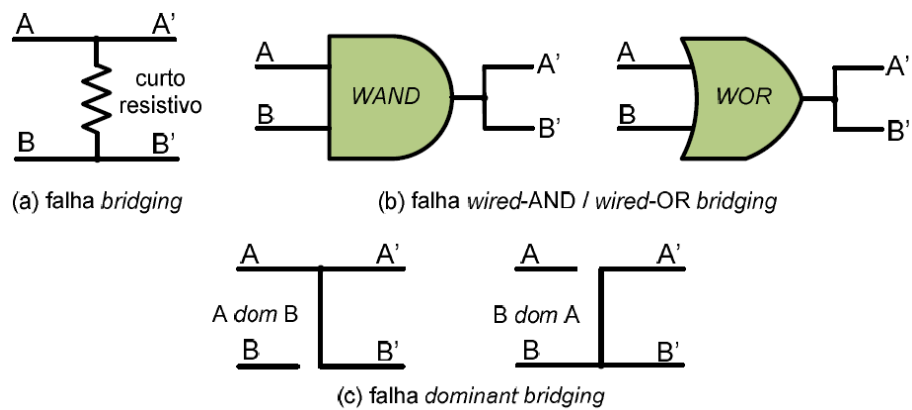 A A’
curto
resistivo
B B’
(a) falha bridging
A
B
WAND
A’
B’
A
B
WOR
A’
B’
(b) falha wired-AND / wired-OR bridging
A A’
A dom B
B B’
A A’
B dom A
B B’
(c) falha dominant bridging